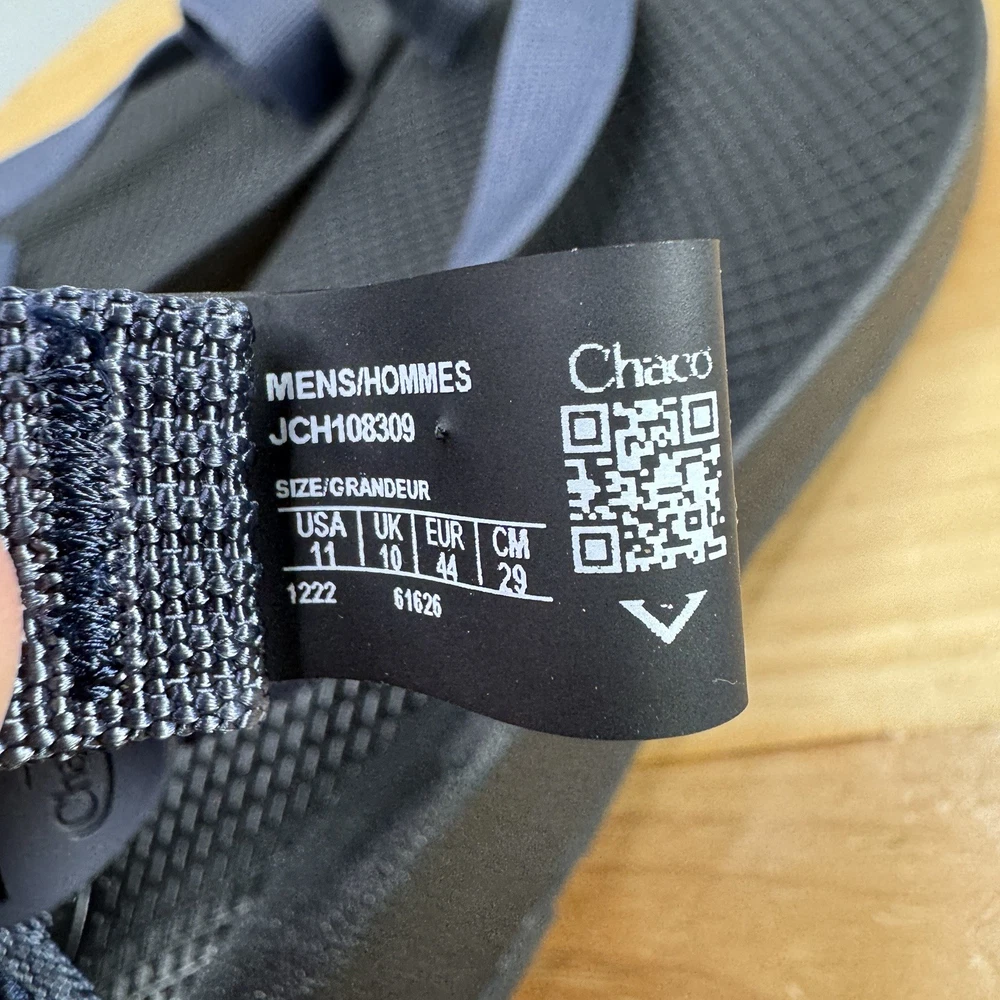 MENS/HOMMES
JCH108309
SIZE/GRANDEUR
USA UK EUR CM
11 10 44 29
1222 61626
Chaco